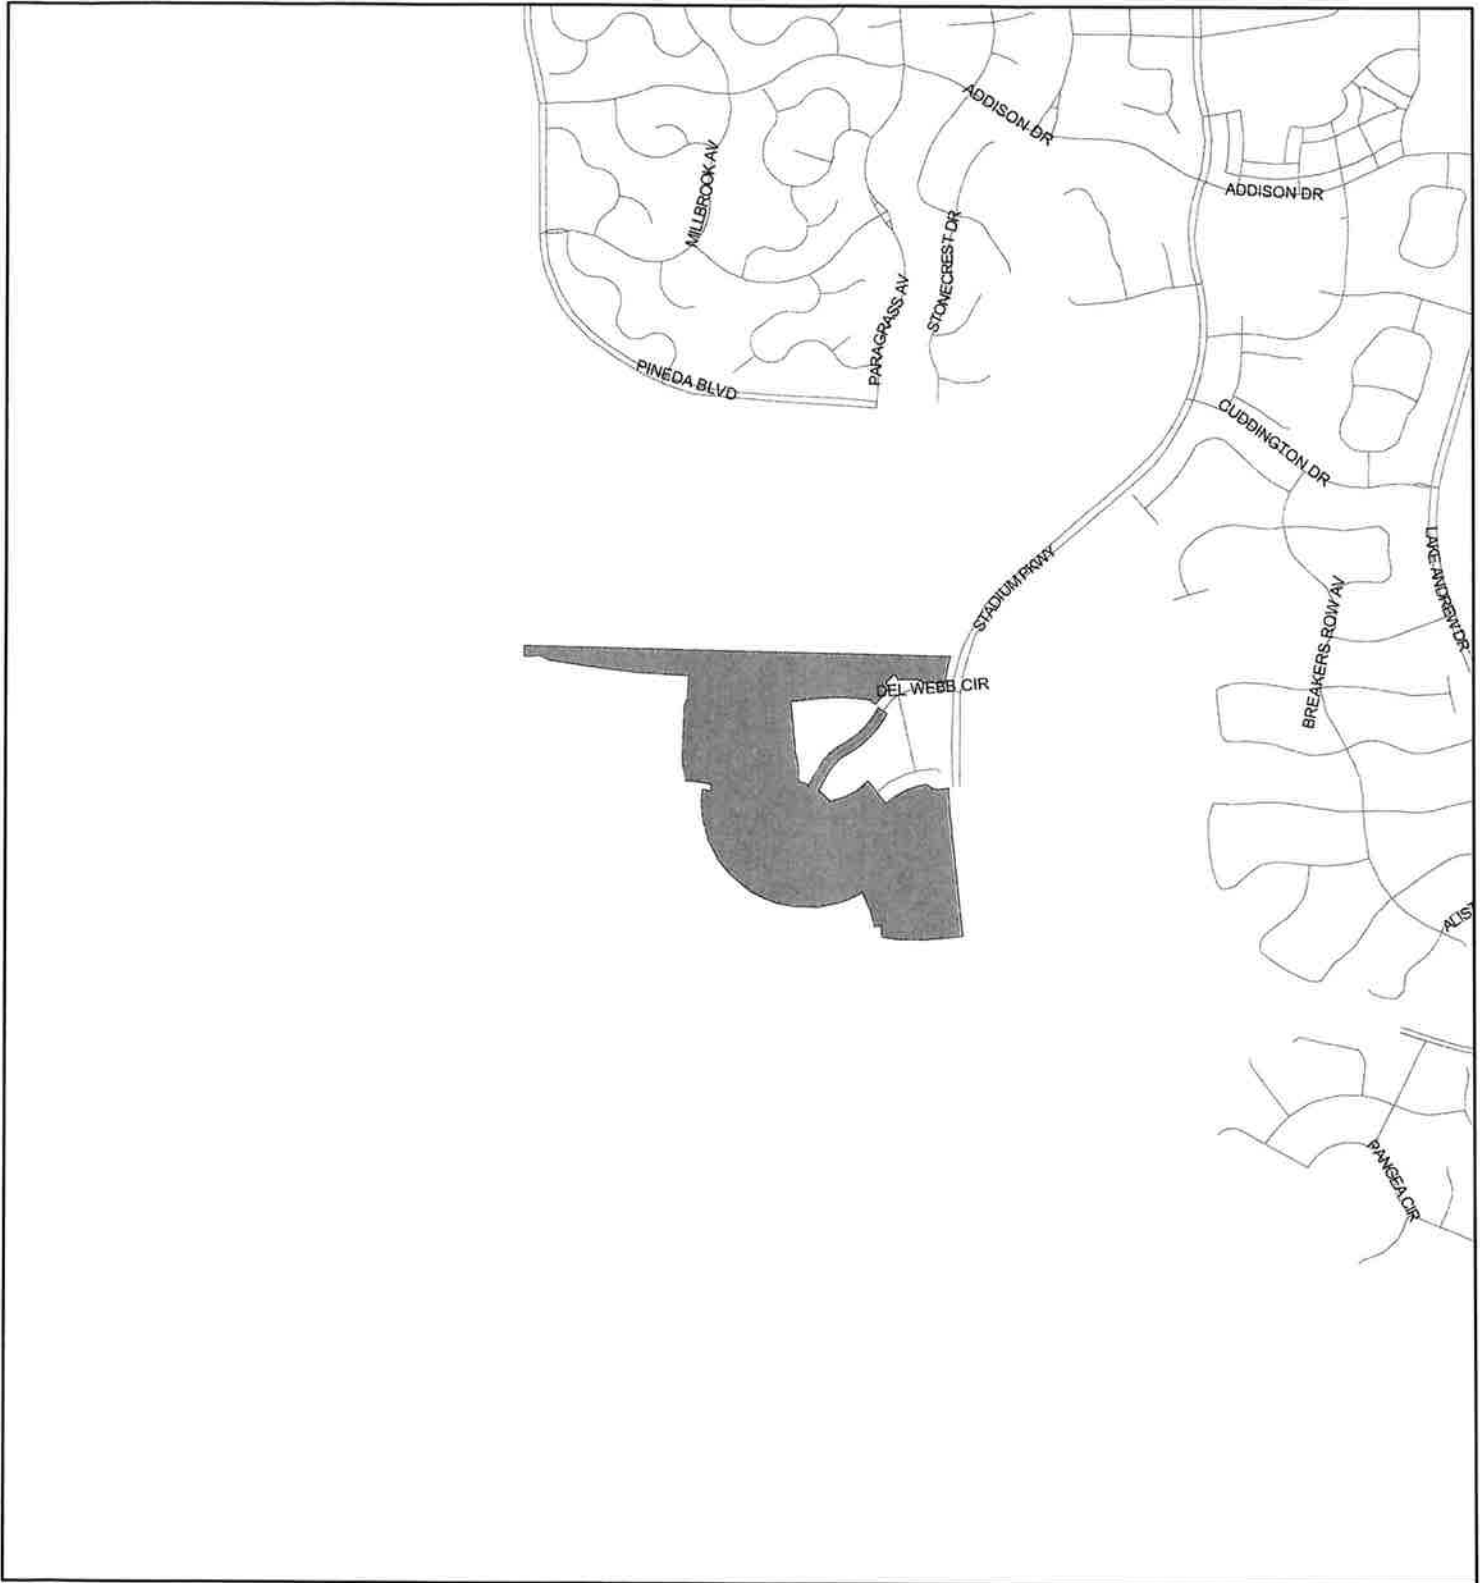 ADDISON DR
MILLBROOK AV
ADDISON DR
STONECREST DR
PARAGRASS AV
PINEDA BLVD
CUDDINGTON DR
STADIUM PKWY
LAKE ANDREW DR
BREAKERS ROW AV
DEL WEBB CIR
ALIST
PANGEA CIR